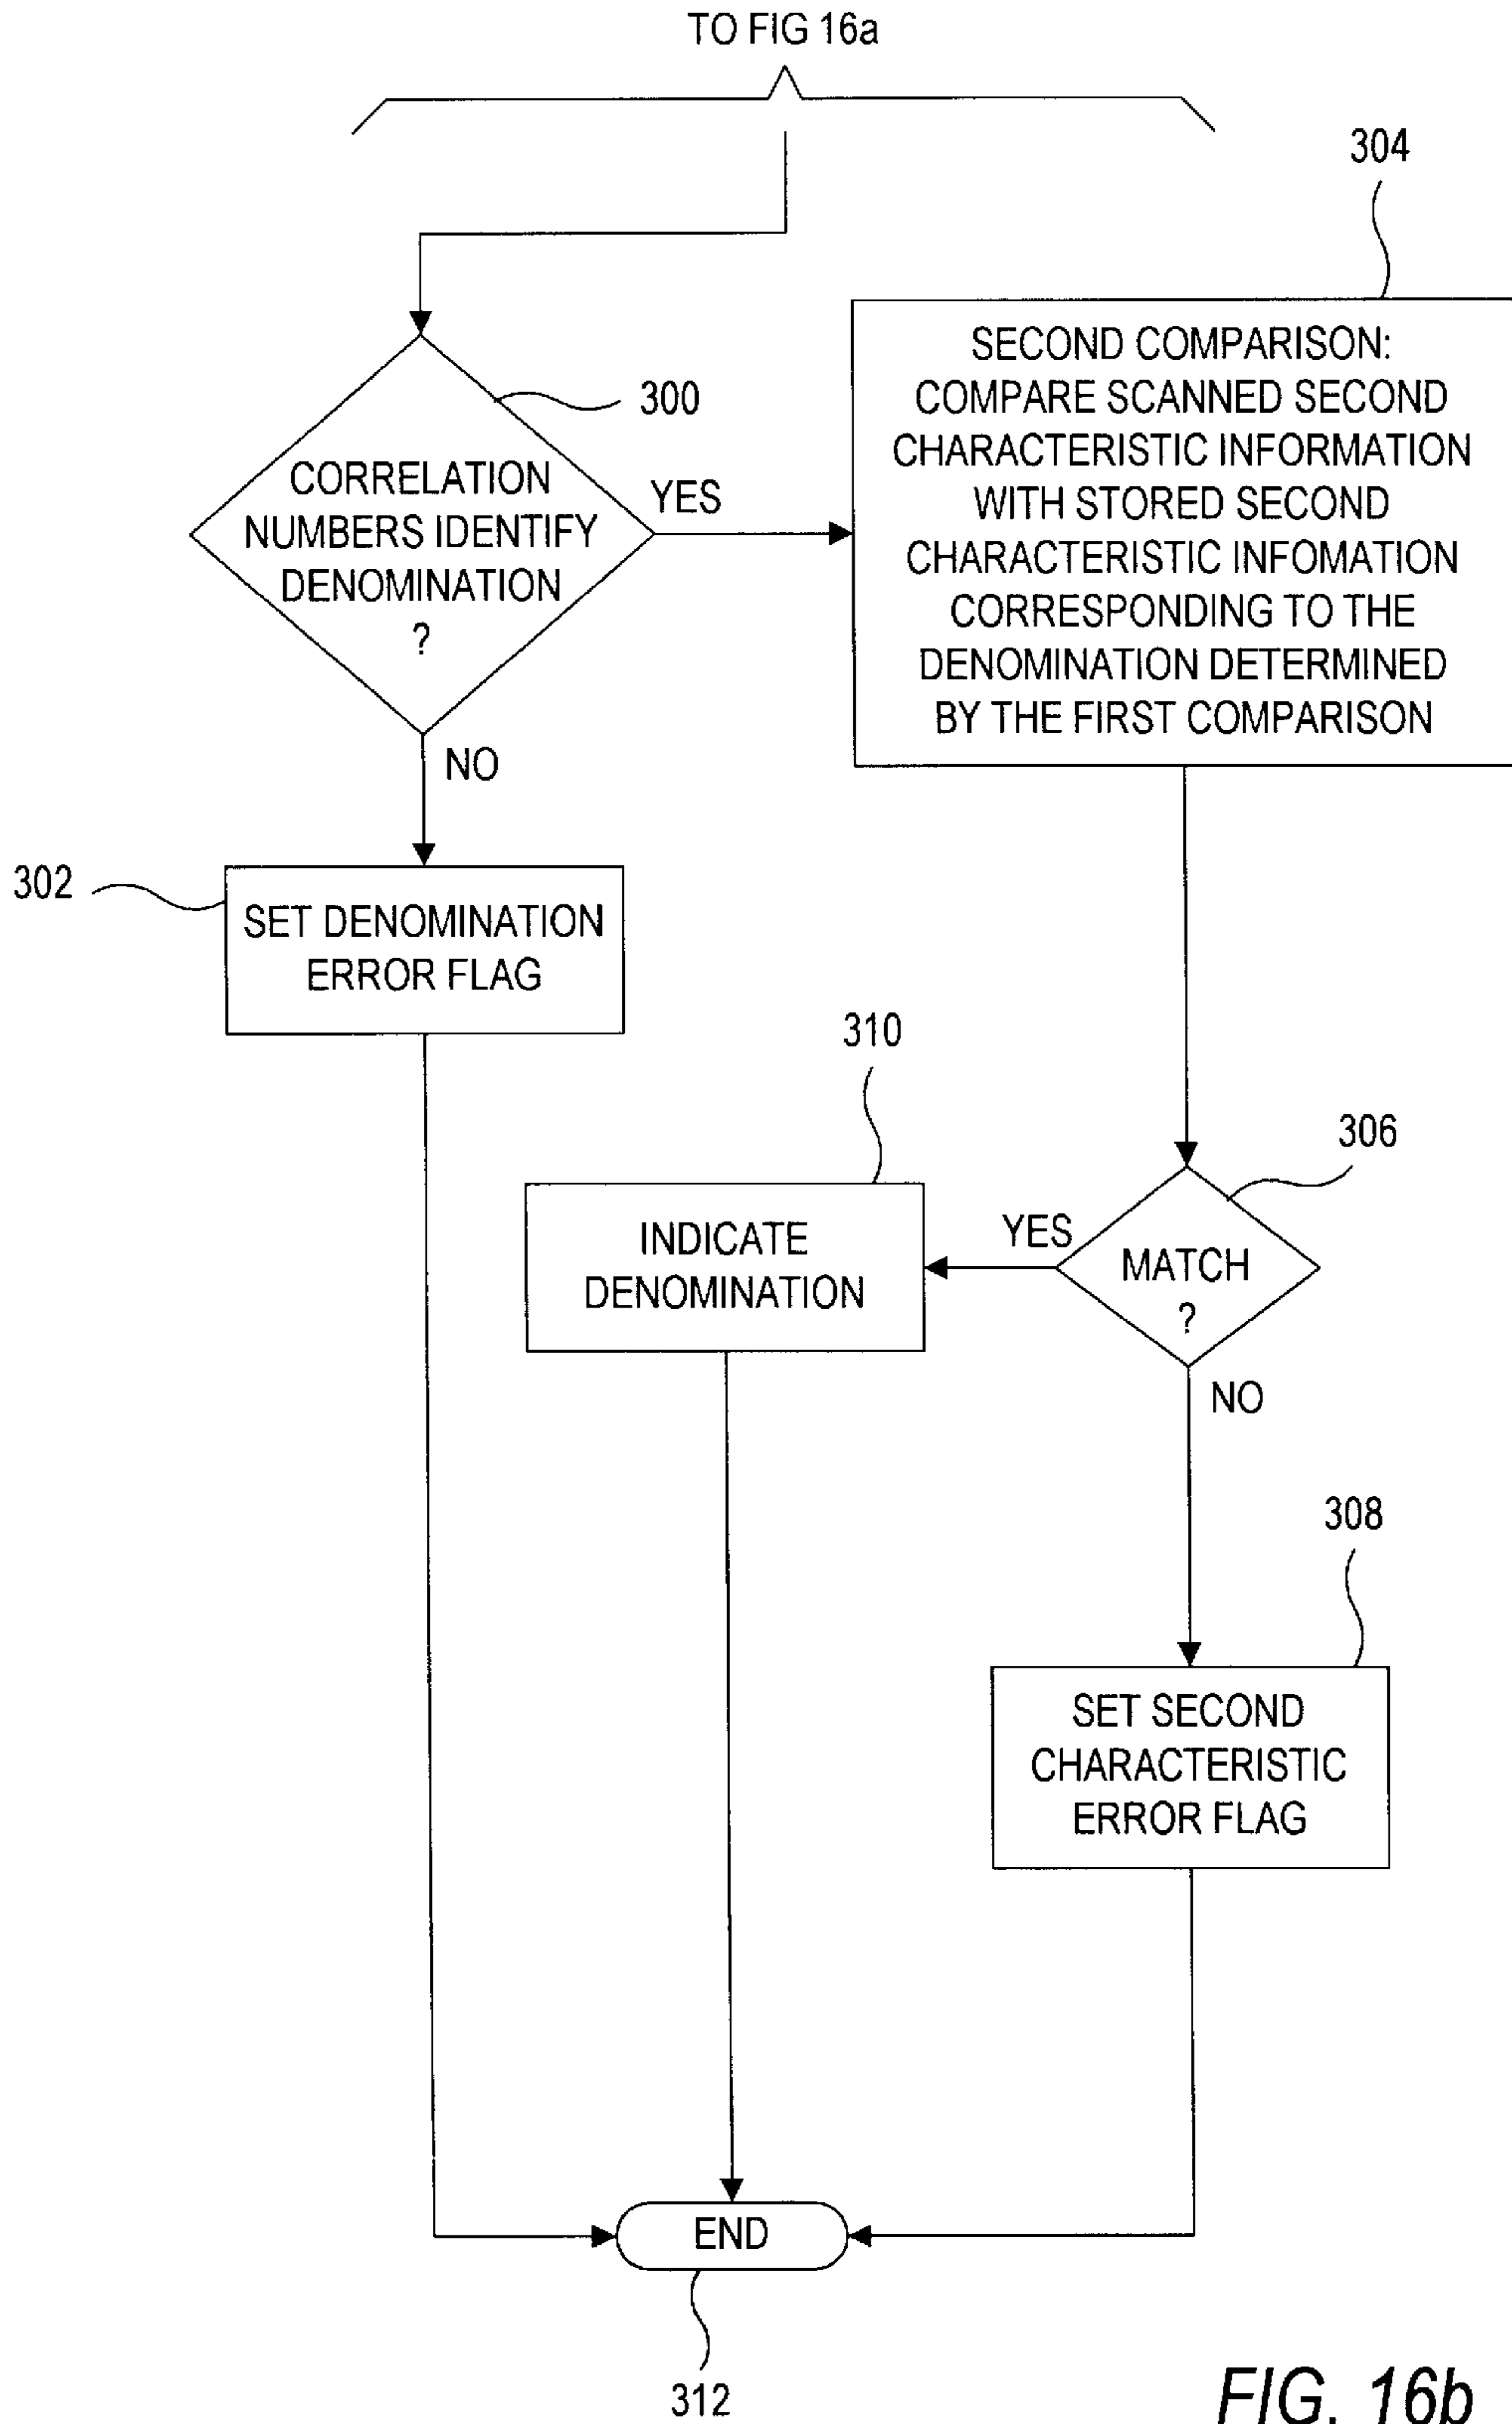 TO FIG 16a
304
300
CORRELATION
NUMBERS IDENTIFY
DENOMINATION
?
YES
NO
SECOND COMPARISON:
COMPARE SCANNED SECOND
CHARACTERISTIC INFORMATION
WITH STORED SECOND
CHARACTERISTIC INFOMATION
CORRESPONDING TO THE
DENOMINATION DETERMINED
BY THE FIRST COMPARISON
302
SET DENOMINATION
ERROR FLAG
310
INDICATE
DENOMINATION
306
YES
MATCH
?
NO
308
SET SECOND
CHARACTERISTIC
ERROR FLAG
END
312
FIG. 16b